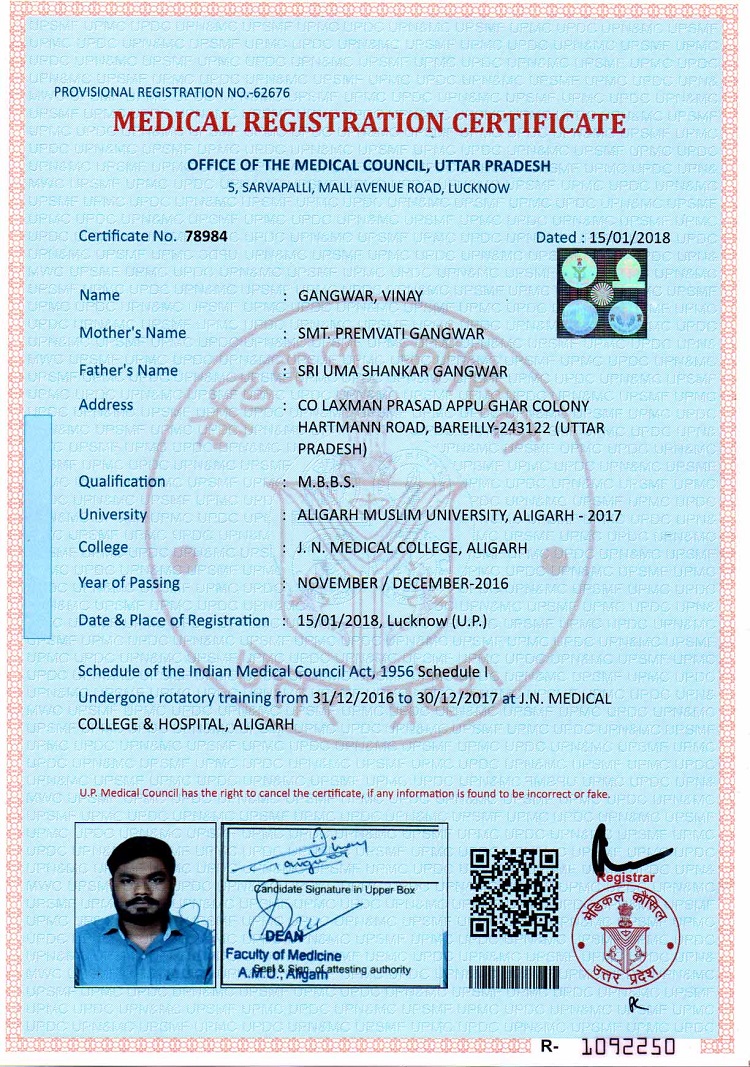 PROVISIONAL REGISTRATION NO.-62676
MEDICAL REGISTRATION CERTIFICATE
OFFICE OF THE MEDICAL COUNCIL, UTTAR PRADESH
5, SARVAPALLI, MALL AVENUE ROAD, LUCKNOW
Certificate No. 78984 Dated : 15/01/2018
Name : GANGWAR, VINAY
Mother's Name : SMT. PREMVATI GANGWAR
Father's Name : SRI UMA SHANKAR GANGWAR
Address : CO LAXMAN PRASAD APPU GHAR COLONY
HARTMANN ROAD, BAREILLY-243122 (UTTAR
PRADESH)
Qualification : M.B.B.S.
University : ALIGARH MUSLIM UNIVERSITY, ALIGARH - 2017
College : J. N. MEDICAL COLLEGE, ALIGARH
Year of Passing : NOVEMBER / DECEMBER-2016
Date & Place of Registration : 15/01/2018, Lucknow (U.P.)
Schedule of the Indian Medical Council Act, 1956 Schedule I
Undergone rotatory training from 31/12/2016 to 30/12/2017 at J.N. MEDICAL
COLLEGE & HOSPITAL, ALIGARH
मेडिकल कौंसिल
उत्तर प्रदेश
U.P. Medical Council has the right to cancel the certificate, if any information is found to be incorrect or fake.
Vinay
Gangwar
Candidate Signature in Upper Box
DEAN
Faculty of Medicine
A.M.U., Aligarh
Seal & Sign. of attesting authority
Registrar
मेडिकल कौंसिल
उत्तर प्रदेश
R- 1092250